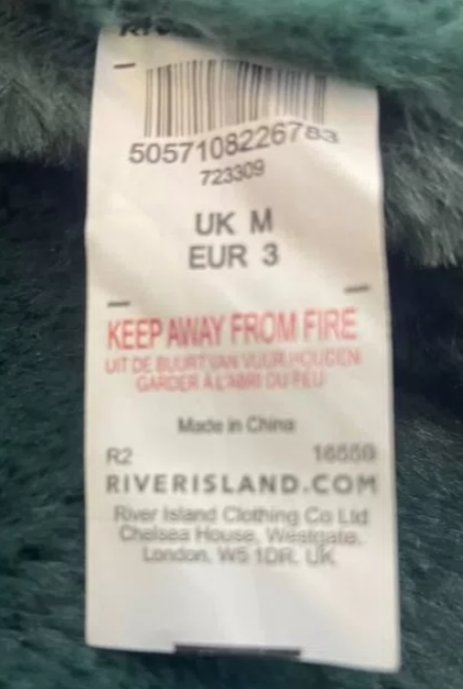 5057108226783
723309
UK M
EUR 3
KEEP AWAY FROM FIRE
UIT DE BUURT VAN VUUR HOUDEN
GARDER A L'ABRI DU FEU
Made in China
R2
RIVERISLAND.COM
River Island Clothing Co Ltd
Chelsea House, Westgate,
London, W5 1DR, UK